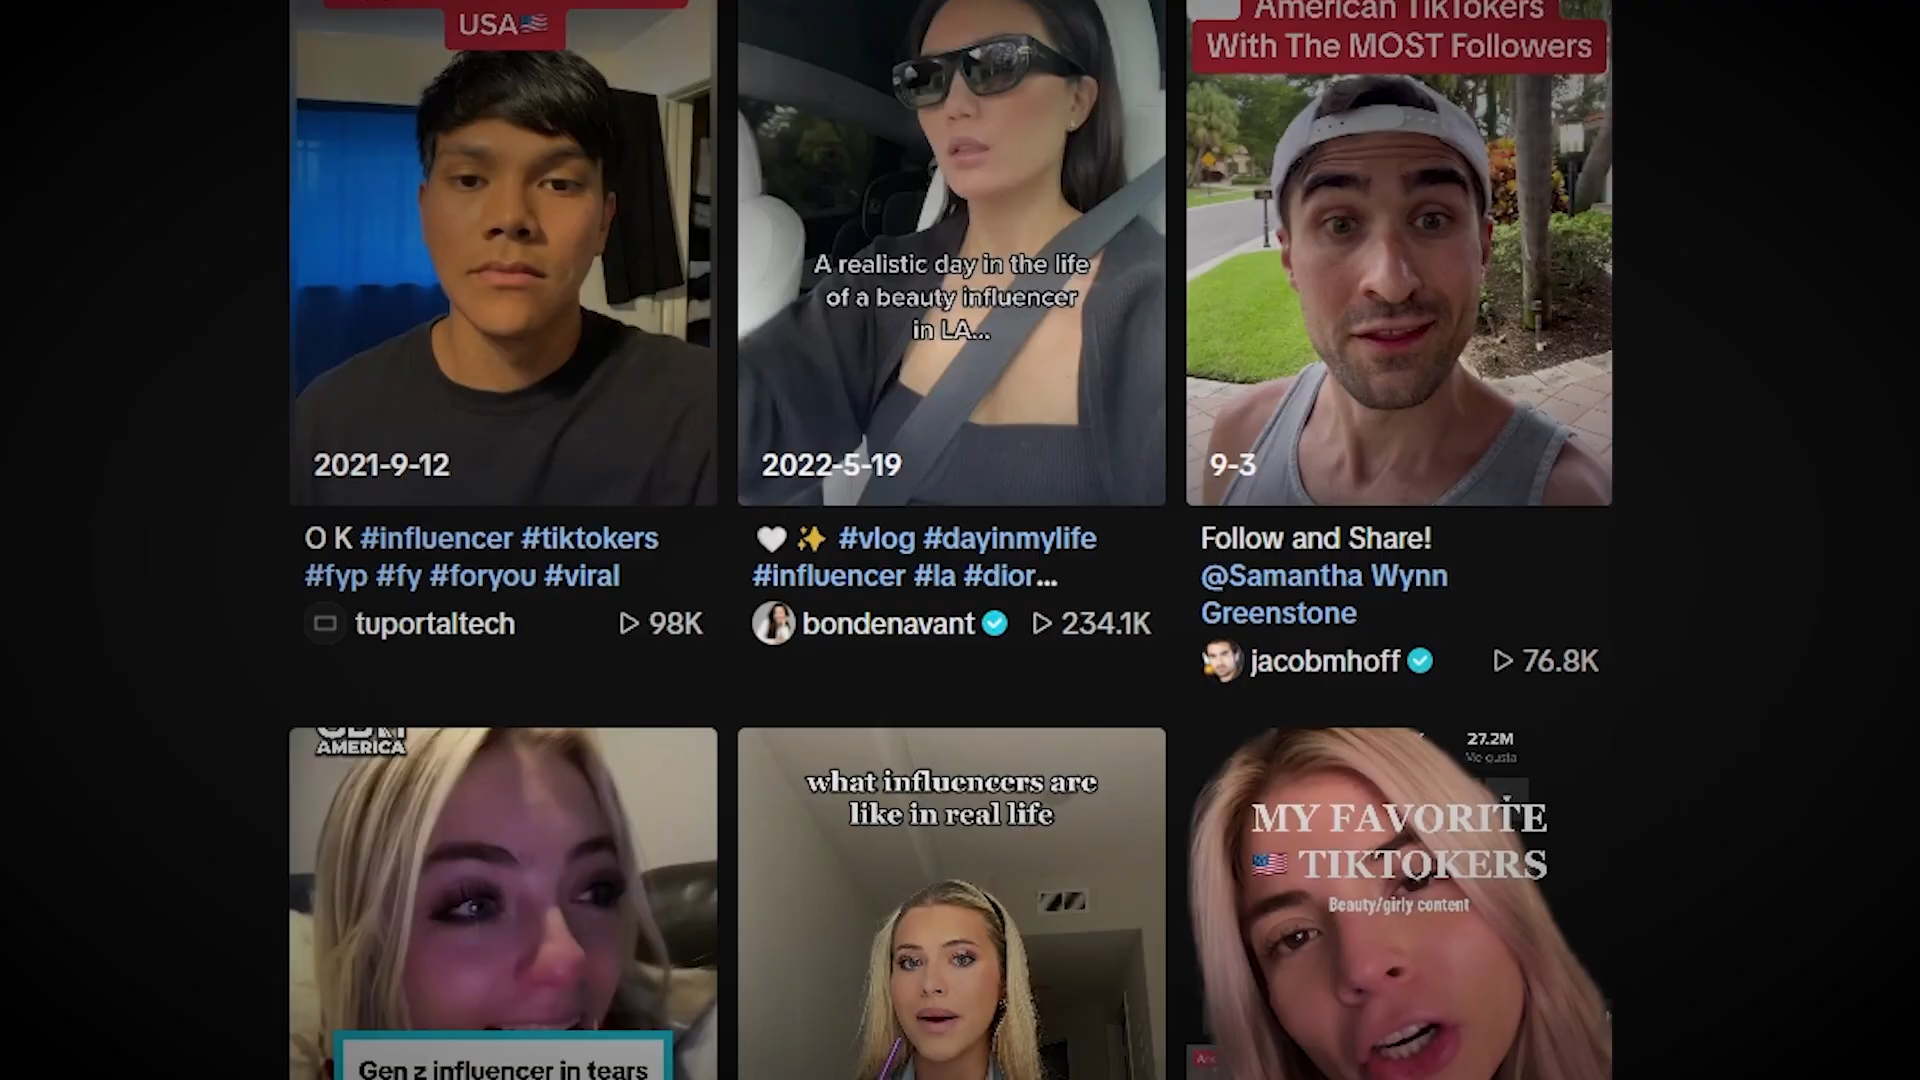 USA
American TikTokers
With The MOST Followers
A realistic day in the life
of a beauty influencer
in LA...
2021-9-12
2022-5-19
9-3
O K #influencer #tiktokers
#fyp #fy #foryou #viral
tuportaltech
98K
#vlog #dayinmylife
#influencer #la #dior...
bondenavant
234.1K
Follow and Share!
@Samantha Wynn
Greenstone
jacobmhoff
76.8K
AMERICA
Gen z influencer in tears
what influencers are
like in real life
27.2M
Me gusta
MY FAVORITE
TIKTOKERS
Beauty/girly content